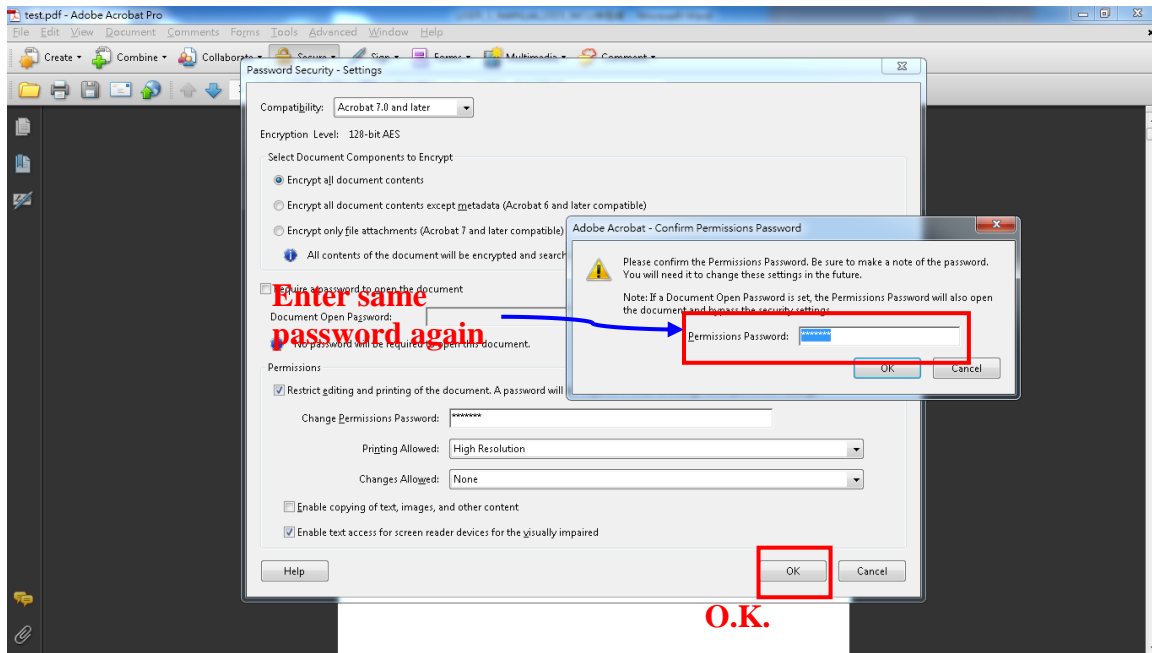 test.pdf - Adobe Acrobat Pro
File Edit View Document Comments Forms Tools Advanced Window Help
Create Combine Collaborate Secure Sign Forms Multimedia Comment
Password Security - Settings
Compatibility: Acrobat 7.0 and later
Encryption Level: 128-bit AES
Select Document Components to Encrypt
Encrypt all document contents
Encrypt all document contents except metadata (Acrobat 6 and later compatible)
Encrypt only file attachments (Acrobat 7 and later compatible)
All contents of the document will be encrypted and search
Require a password to open the document
Enter same
password again
Document Open Password:
No password will be required to open this document.
Permissions
Restrict editing and printing of the document. A password will
Change Permissions Password: *******
Printing Allowed: High Resolution
Changes Allowed: None
Enable copying of text, images, and other content
Enable text access for screen reader devices for the visually impaired
Help OK Cancel
O.K.
Adobe Acrobat - Confirm Permissions Password
Please confirm the Permissions Password. Be sure to make a note of the password.
You will need it to change these settings in the future.
Note: If a Document Open Password is set, the Permissions Password will also open
the document and bypass the security settings.
Permissions Password: *******
OK Cancel